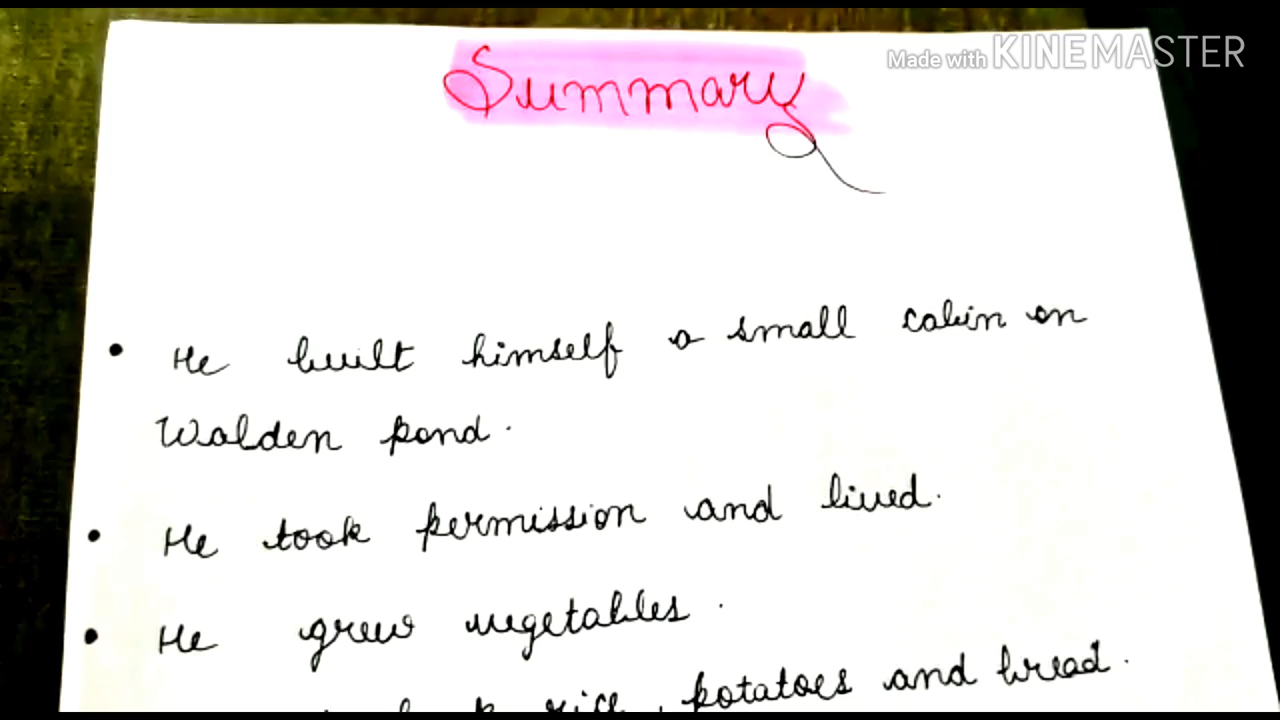 Made with KINEMASTER
Summary
• He built himself a small cabin on
Walden pond.
• He took permission and lived.
• He grew vegetables.
rice, potatoes and bread.